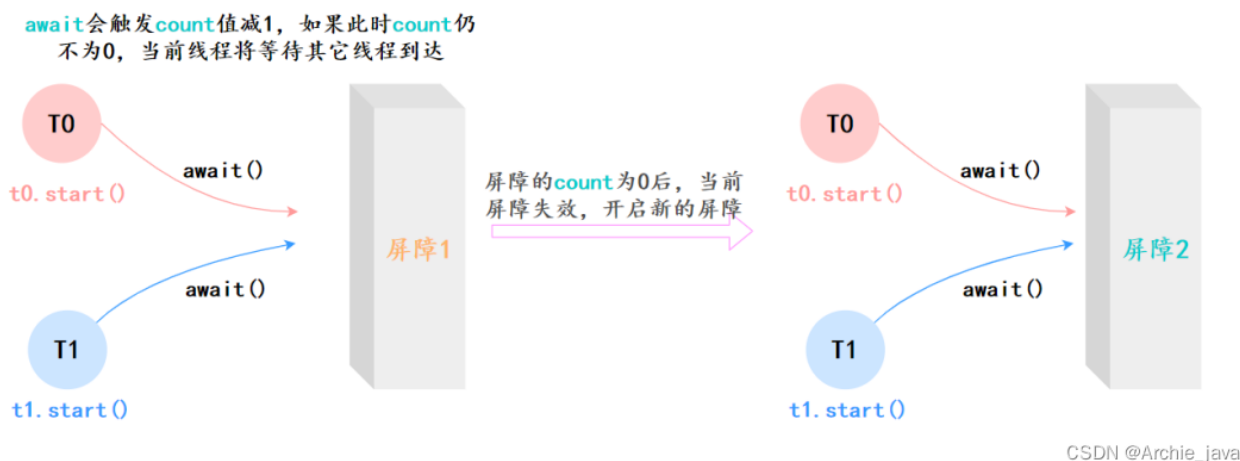 await会触发count值减1，如果此时count仍
不为0，当前线程将等待其它线程到达
T0
await()
t0.start()
屏障1
await()
T1
t1.start()
屏障的count为0后，当前
屏障失效，开启新的屏障
T0
await()
t0.start()
屏障2
await()
T1
t1.start()
CSDN @Archie_java